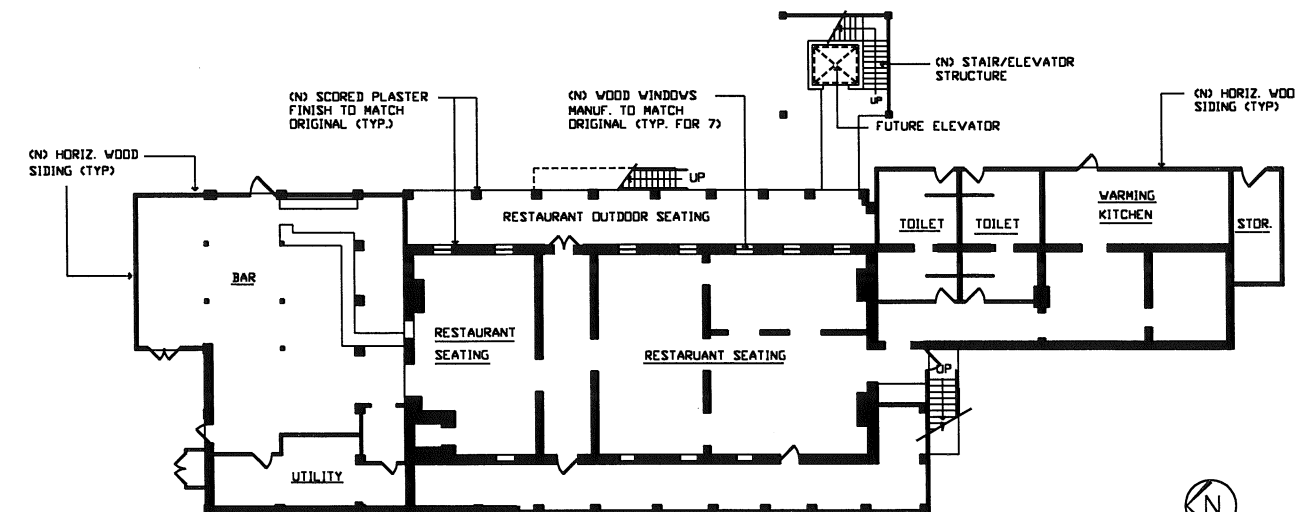 (N) STAIR/ELEVATOR
STRUCTURE
UP
FUTURE ELEVATOR
(N) SCORED PLASTER
FINISH TO MATCH
ORIGINAL (TYP.)
(N) WOOD WINDOWS
MANUF. TO MATCH
ORIGINAL (TYP. FOR 7)
(N) HORIZ. WOO
SIDING (TYP)
(N) HORIZ. WOOD
SIDING (TYP)
UP
RESTAURANT OUTDOOR SEATING
TOILET
TOILET
WARMING
KITCHEN
STOR.
BAR
RESTAURANT
SEATING
RESTARUANT SEATING
UP
UTILITY
N